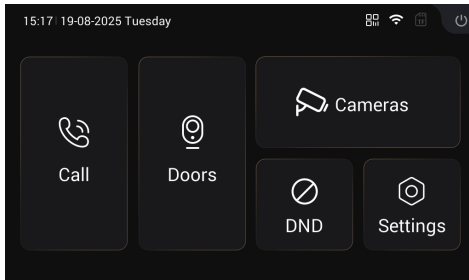 15:17 19-08-2025 Tuesday
Call
Doors
Cameras
DND
Settings